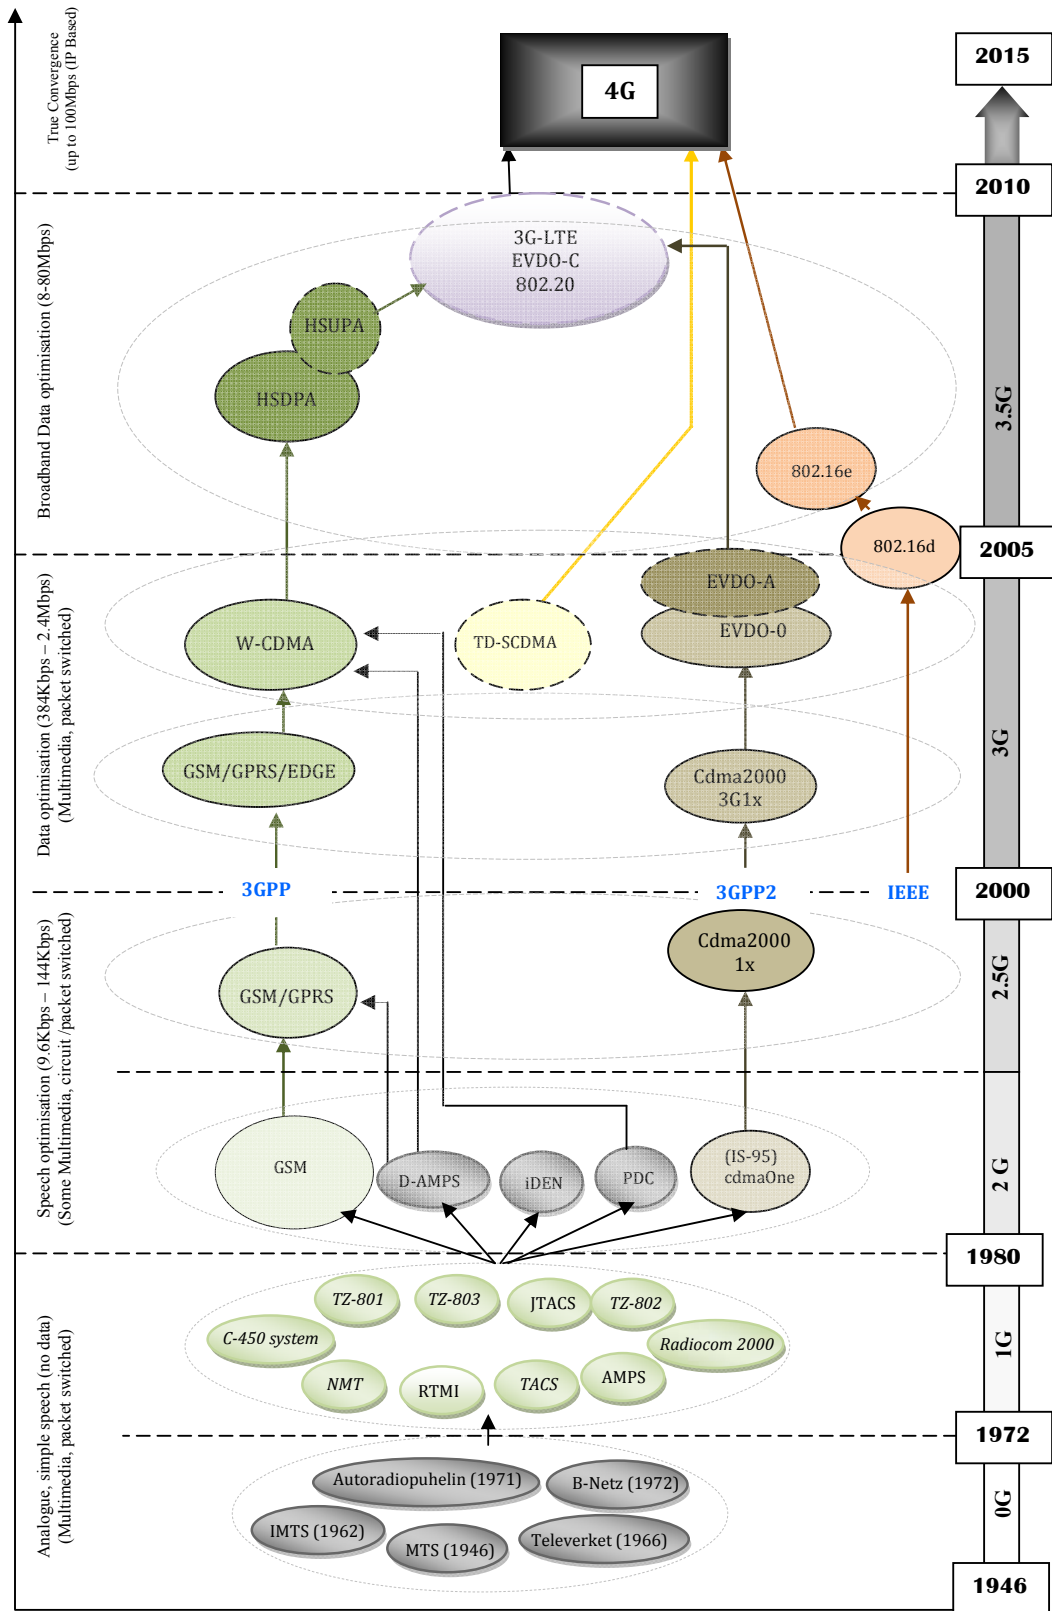 True Convergence
(up to 100Mbps (IP Based)
4G
2015
2010
Broadband Data optimisation (8-80Mbps)
3G-LTE
EVDO-C
802.20
HSUPA
HSDPA
3.5G
802.16e
802.16d
2005
Data optimisation (384Kbps – 2.4Mbps)
(Multimedia, packet switched)
EVDO-A
EVDO-0
W-CDMA
TD-SCDMA
3G
GSM/GPRS/EDGE
Cdma2000
3G1x
3GPP
3GPP2
IEEE
2000
Speech optimisation (9.6Kbps – 144Kbps)
(Some Multimedia, circuit /packet switched)
Cdma2000
1x
GSM/GPRS
2.5G
GSM
D-AMPS
iDEN
PDC
(IS-95)
cdmaOne
2 G
1980
Analogue, simple speech (no data)
(Multimedia, packet switched)
TZ-801
TZ-803
JTACS
TZ-802
C-450 system
Radiocom 2000
NMT
RTMI
TACS
AMPS
1G
1972
Autoradiopuhelin (1971)
B-Netz (1972)
IMTS (1962)
MTS (1946)
Televerket (1966)
0G
1946